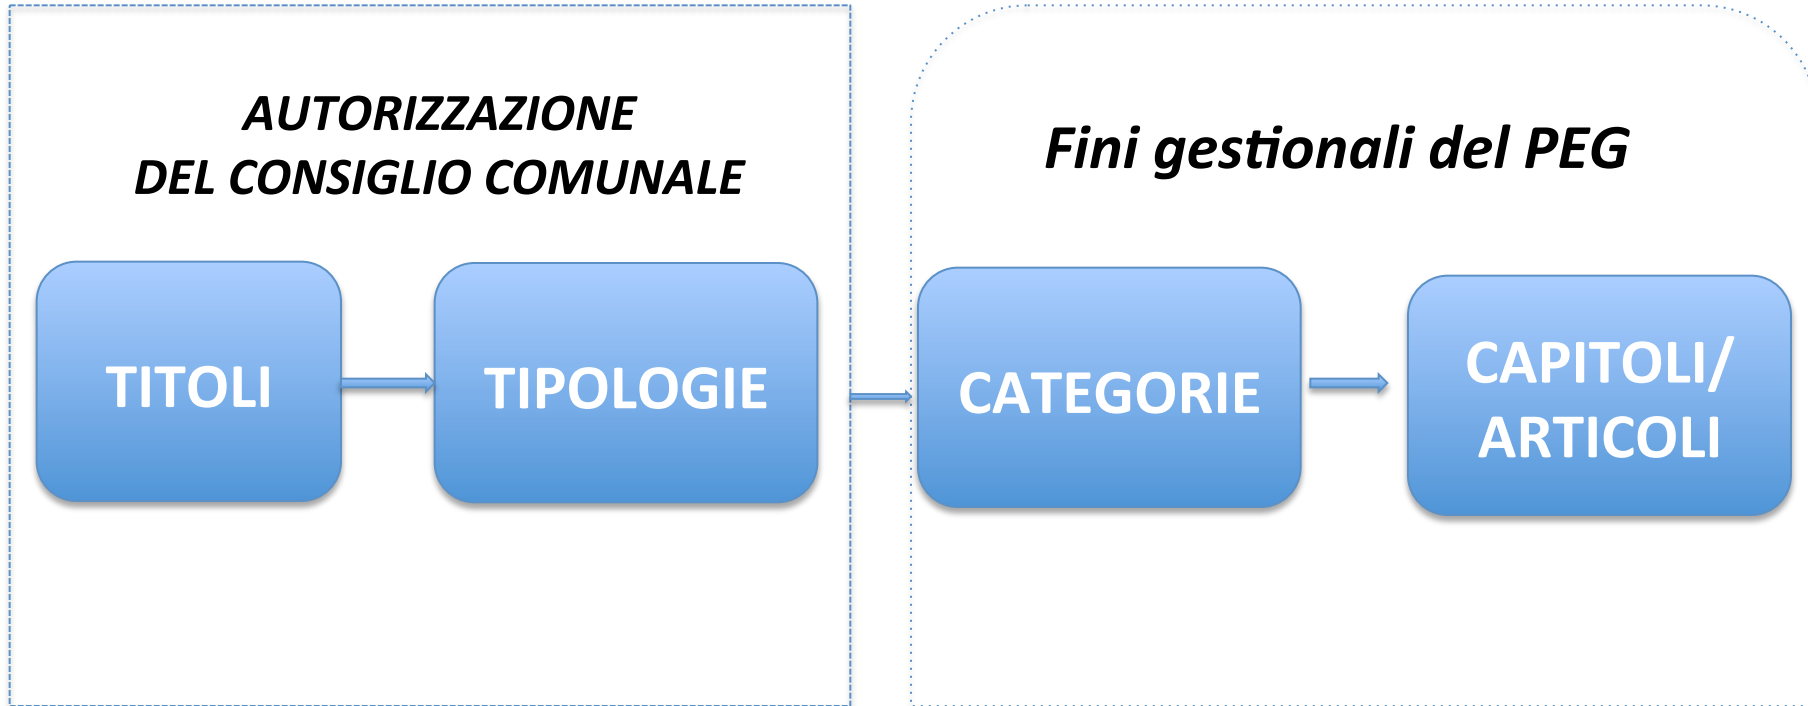 AUTORIZZAZIONE
DEL CONSIGLIO COMUNALE
Fini gestionali del PEG
TITOLI
TIPOLOGIE
CATEGORIE
CAPITOLI/
ARTICOLI